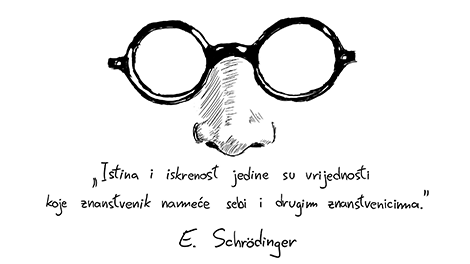 „Istina i iskrenost jedine su vrijednosti
koje znanstvenik nameće sebi i drugim znanstvenicima.”
E. Schrödinger